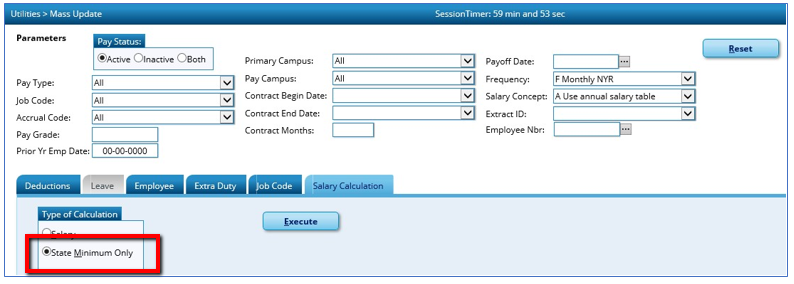 Utilities > Mass Update SessionTimer: 59 min and 53 sec
Parameters
Pay Status:
Active Inactive Both
Pay Type: All
Job Code: All
Accrual Code: All
Pay Grade:
Prior Yr Emp Date: 00-00-0000
Primary Campus: All
Pay Campus: All
Contract Begin Date:
Contract End Date:
Contract Months:
Payoff Date: ...
Frequency: F Monthly NYR
Salary Concept: A Use annual salary table
Extract ID:
Employee Nbr: ...
Reset
Deductions Leave Employee Extra Duty Job Code Salary Calculation
Type of Calculation
Salary
State Minimum Only
Execute